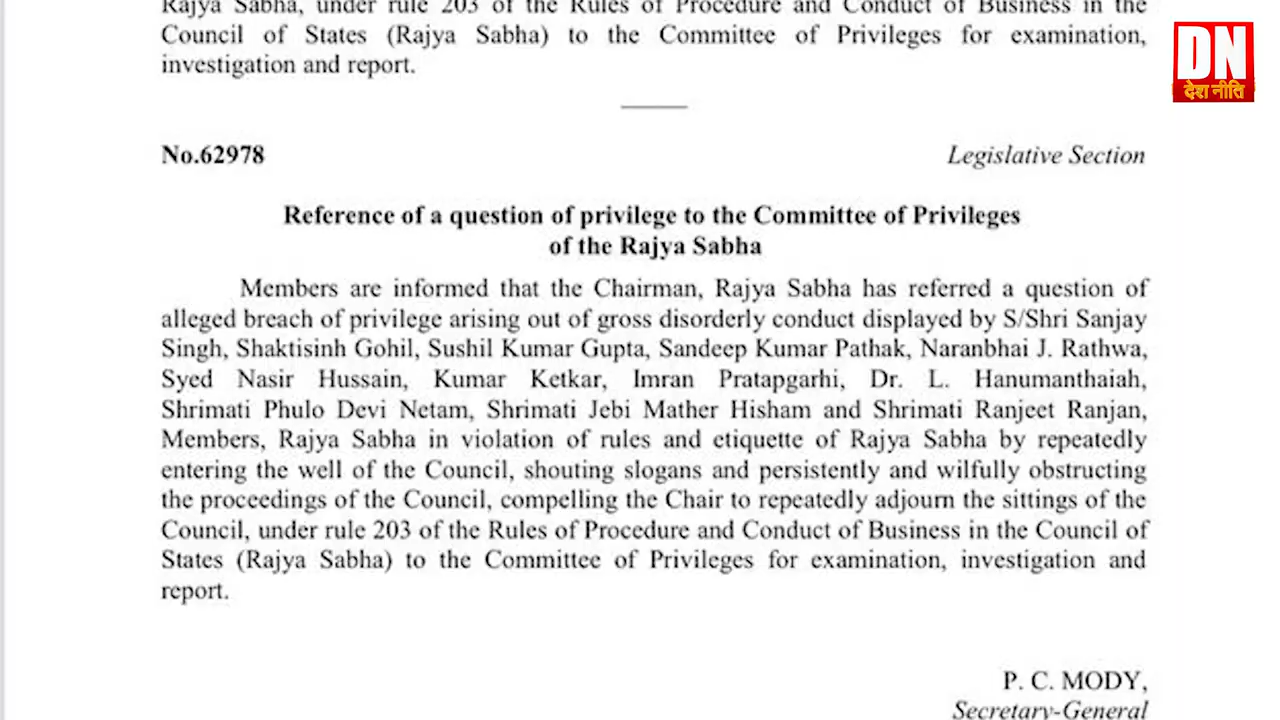 Rajya Sabha, under rule 203 of the Rules of Procedure and Conduct of Business in the
Council of States (Rajya Sabha) to the Committee of Privileges for examination,
investigation and report.
DN
देश नीति
No.62978 Legislative Section
Reference of a question of privilege to the Committee of Privileges
of the Rajya Sabha
Members are informed that the Chairman, Rajya Sabha has referred a question of
alleged breach of privilege arising out of gross disorderly conduct displayed by S/Shri Sanjay
Singh, Shaktisinh Gohil, Sushil Kumar Gupta, Sandeep Kumar Pathak, Naranbhai J. Rathwa,
Syed Nasir Hussain, Kumar Ketkar, Imran Pratapgarhi, Dr. L. Hanumanthaiah,
Shrimati Phulo Devi Netam, Shrimati Jebi Mather Hisham and Shrimati Ranjeet Ranjan,
Members, Rajya Sabha in violation of rules and etiquette of Rajya Sabha by repeatedly
entering the well of the Council, shouting slogans and persistently and wilfully obstructing
the proceedings of the Council, compelling the Chair to repeatedly adjourn the sittings of the
Council, under rule 203 of the Rules of Procedure and Conduct of Business in the Council of
States (Rajya Sabha) to the Committee of Privileges for examination, investigation and
report.
P. C. MODY,
Secretary-General